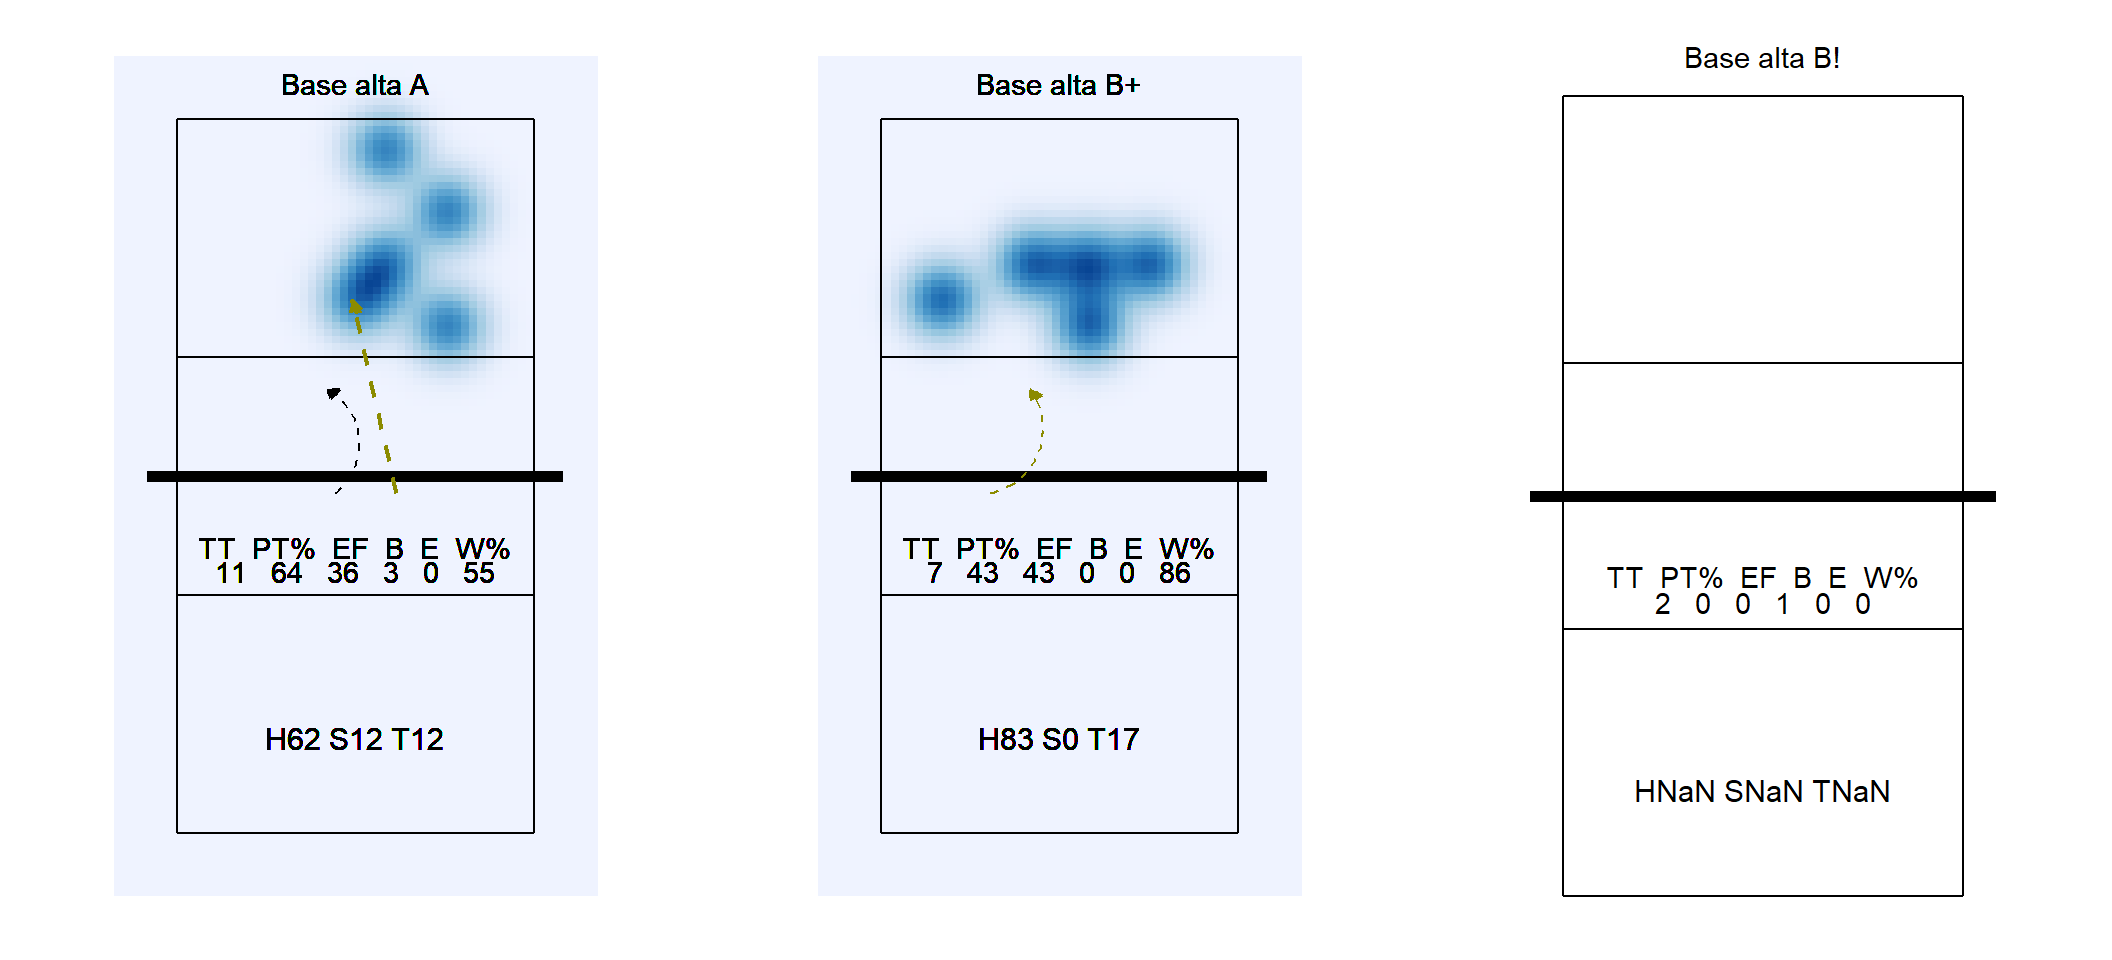 Base alta A
TT PT% EF B E W%
11 64 36 3 0 55
H62 S12 T12
Base alta B+
TT PT% EF B E W%
7 43 43 0 0 86
H83 S0 T17
Base alta B!
TT PT% EF B E W%
2 0 0 1 0 0
HNaN SNaN TNaN